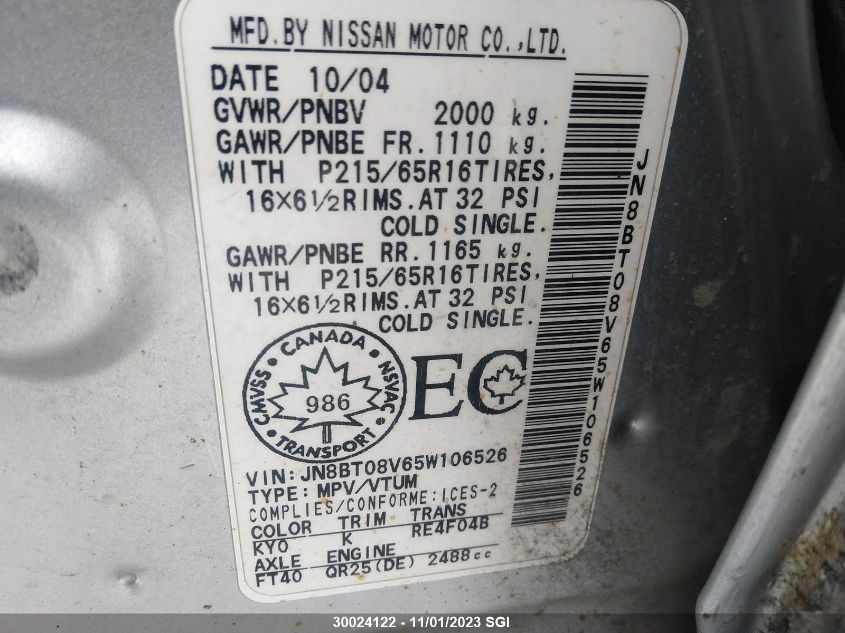 MFD.BY NISSAN MOTOR CO.,LTD.
DATE 10/04
GVWR/PNBV 2000 kg.
GAWR/PNBE FR.1110 kg.
WITH P215/65R16TIRES,
16X6½RIMS.AT 32 PSI
COLD SINGLE.
GAWR/PNBE RR.1165 kg.
WITH P215/65R16TIRES,
16X6½RIMS.AT 32 PSI
COLD SINGLE.
CANADA
CMVSS
NSVAC
986
TRANSPORT
EC
VIN:JN8BT08V65W106526
TYPE:MPV/VTUM
COMPLIES/CONFORME:ICES-2
COLOR TRIM TRANS
KY0 K RE4F04B
AXLE ENGINE
FT40 QR25(DE) 2488cc
JN8BT08V65W106526
30024122 - 11/01/2023 SGI